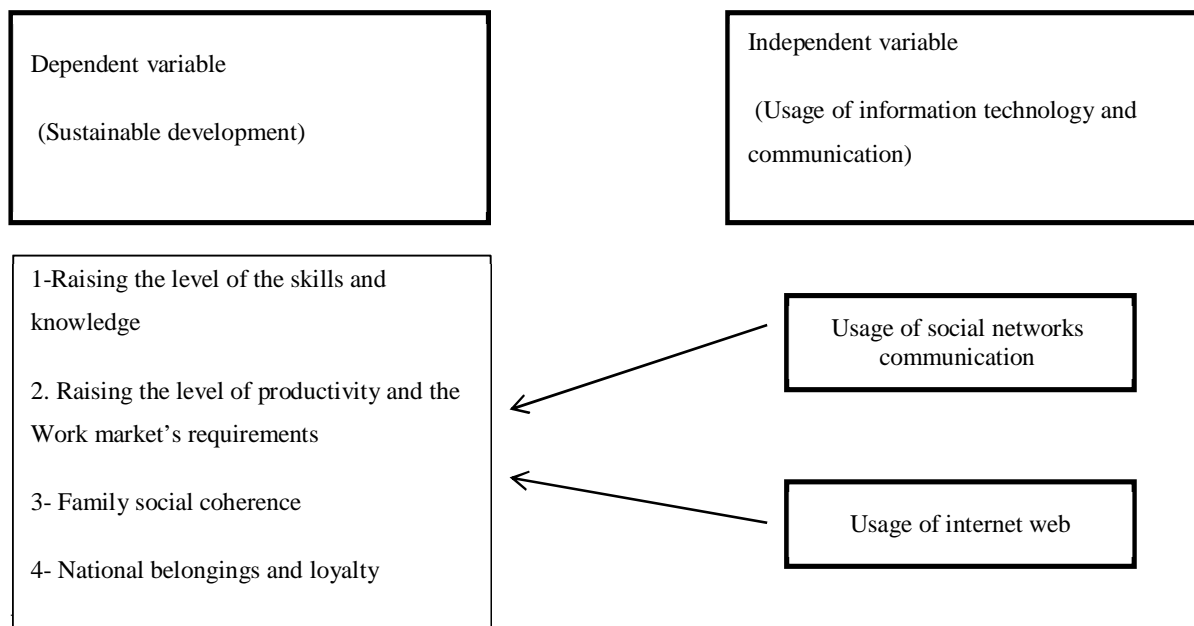 Dependent variable
(Sustainable development)
Independent variable
(Usage of information technology and
communication)
1-Raising the level of the skills and
knowledge
2. Raising the level of productivity and the
Work market’s requirements
3- Family social coherence
4- National belongings and loyalty
Usage of social networks
communication
Usage of internet web